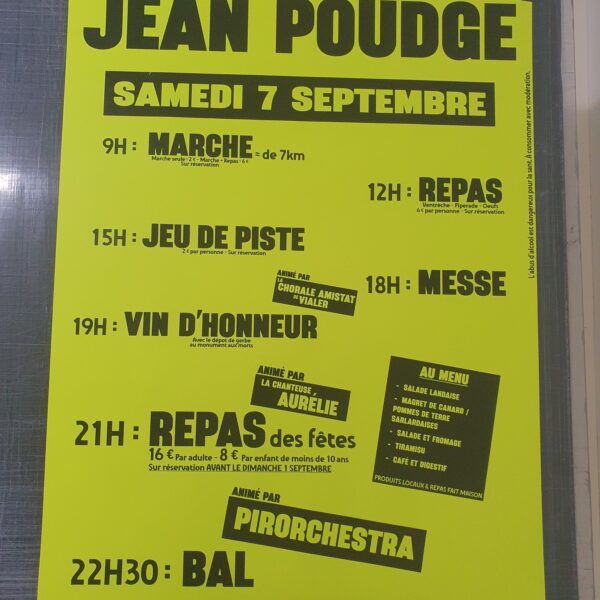 JEAN POUDGE
SAMEDI 7 SEPTEMBRE
9H : MARCHE ≈ de 7km
Marche seule - 2 € - Marche + Repas - 6 €
Sur réservation
12H : REPAS
Ventrèche - Piperade - Oeufs
6 € par personne - Sur réservation
15H : JEU DE PISTE
2 € par personne - Sur réservation
ANIMÉ PAR
LA CHORALE AMISTAT
DE VIALER
18H : MESSE
19H : VIN D'HONNEUR
Avec le dépot de gerbe
au monument aux morts
ANIMÉ PAR
LA CHANTEUSE
AURÉLIE
21H : REPAS des fêtes
16 € Par adulte - 8 € Par enfant de moins de 10 ans
Sur réservation AVANT LE DIMANCHE 1 SEPTEMBRE
AU MENU
- SALADE LANDAISE
- MAGRET DE CANARD /
POMMES DE TERRE
SARLARDAISES
- SALADE ET FROMAGE
- TIRAMISU
- CAFÉ ET DIGESTIF
PRODUITS LOCAUX & REPAS FAIT MAISON
ANIMÉ PAR
PIRORCHESTRA
22H30 : BAL
L'abus d'alcool est dangereux pour la sant. À consommer avec modération.